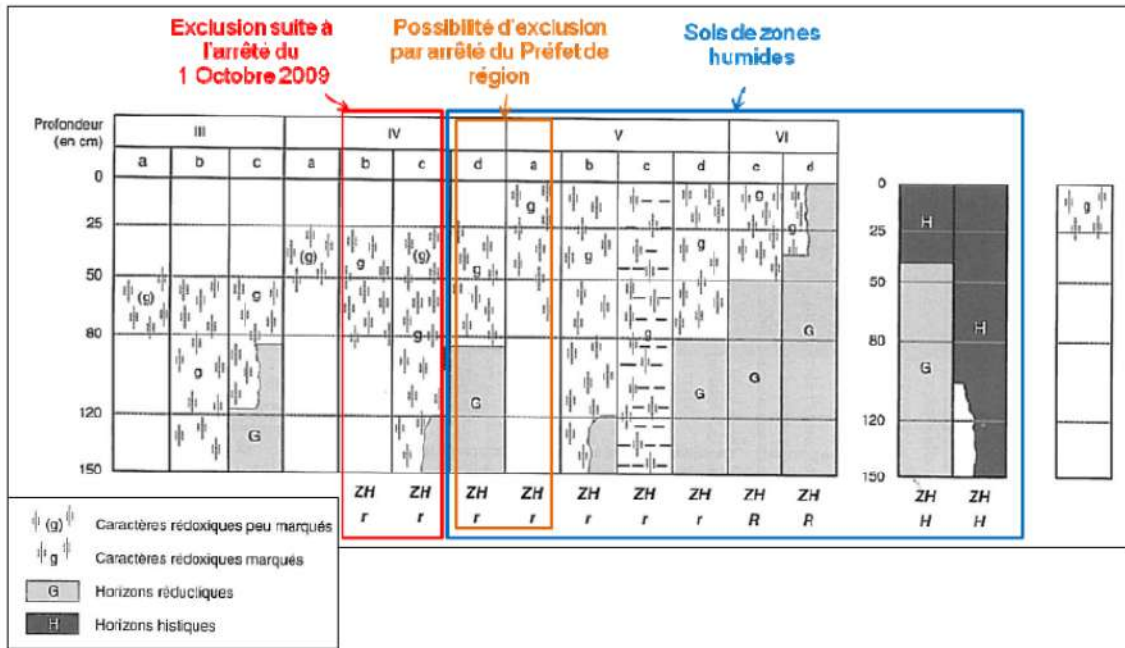 Exclusion suite à
l'arrêté du
1 Octobre 2009
Possibilité d'exclusion
par arrêté du Préfet de
région
Sols de zones
humides
Profondeur
(en cm)
III IV V VI
a b c a b c d a b c d c d
0
25
50
80
120
150
(g) g g G (g) g (g) g g G g g g g G g G g G
0
25
50
80
120
150
H G H
g
ZH ZH ZH ZH ZH ZH ZH ZH ZH ZH ZH
r r r r r r r R R H H
(g) Caractères rédoxiques peu marqués
g Caractères rédoxiques marqués
G Horizons réductiques
H Horizons histiques